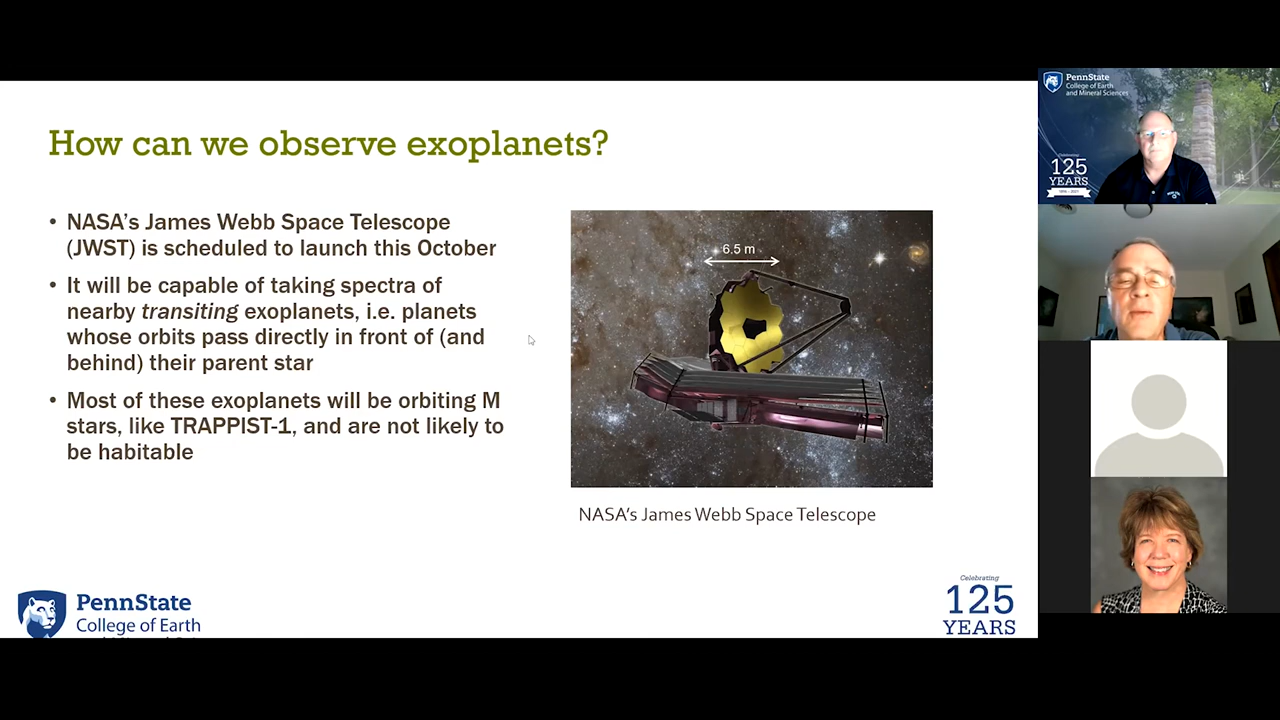 How can we observe exoplanets?
• NASA's James Webb Space Telescope
(JWST) is scheduled to launch this October
• It will be capable of taking spectra of
nearby transiting exoplanets, i.e. planets
whose orbits pass directly in front of (and
behind) their parent star
• Most of these exoplanets will be orbiting M
stars, like TRAPPIST-1, and are not likely to
be habitable
6.5 m
NASA's James Webb Space Telescope
PennState
College of Earth
Celebrating
125
YEARS
PennState
College of Earth
and Mineral Sciences
Celebrating
125
YEARS